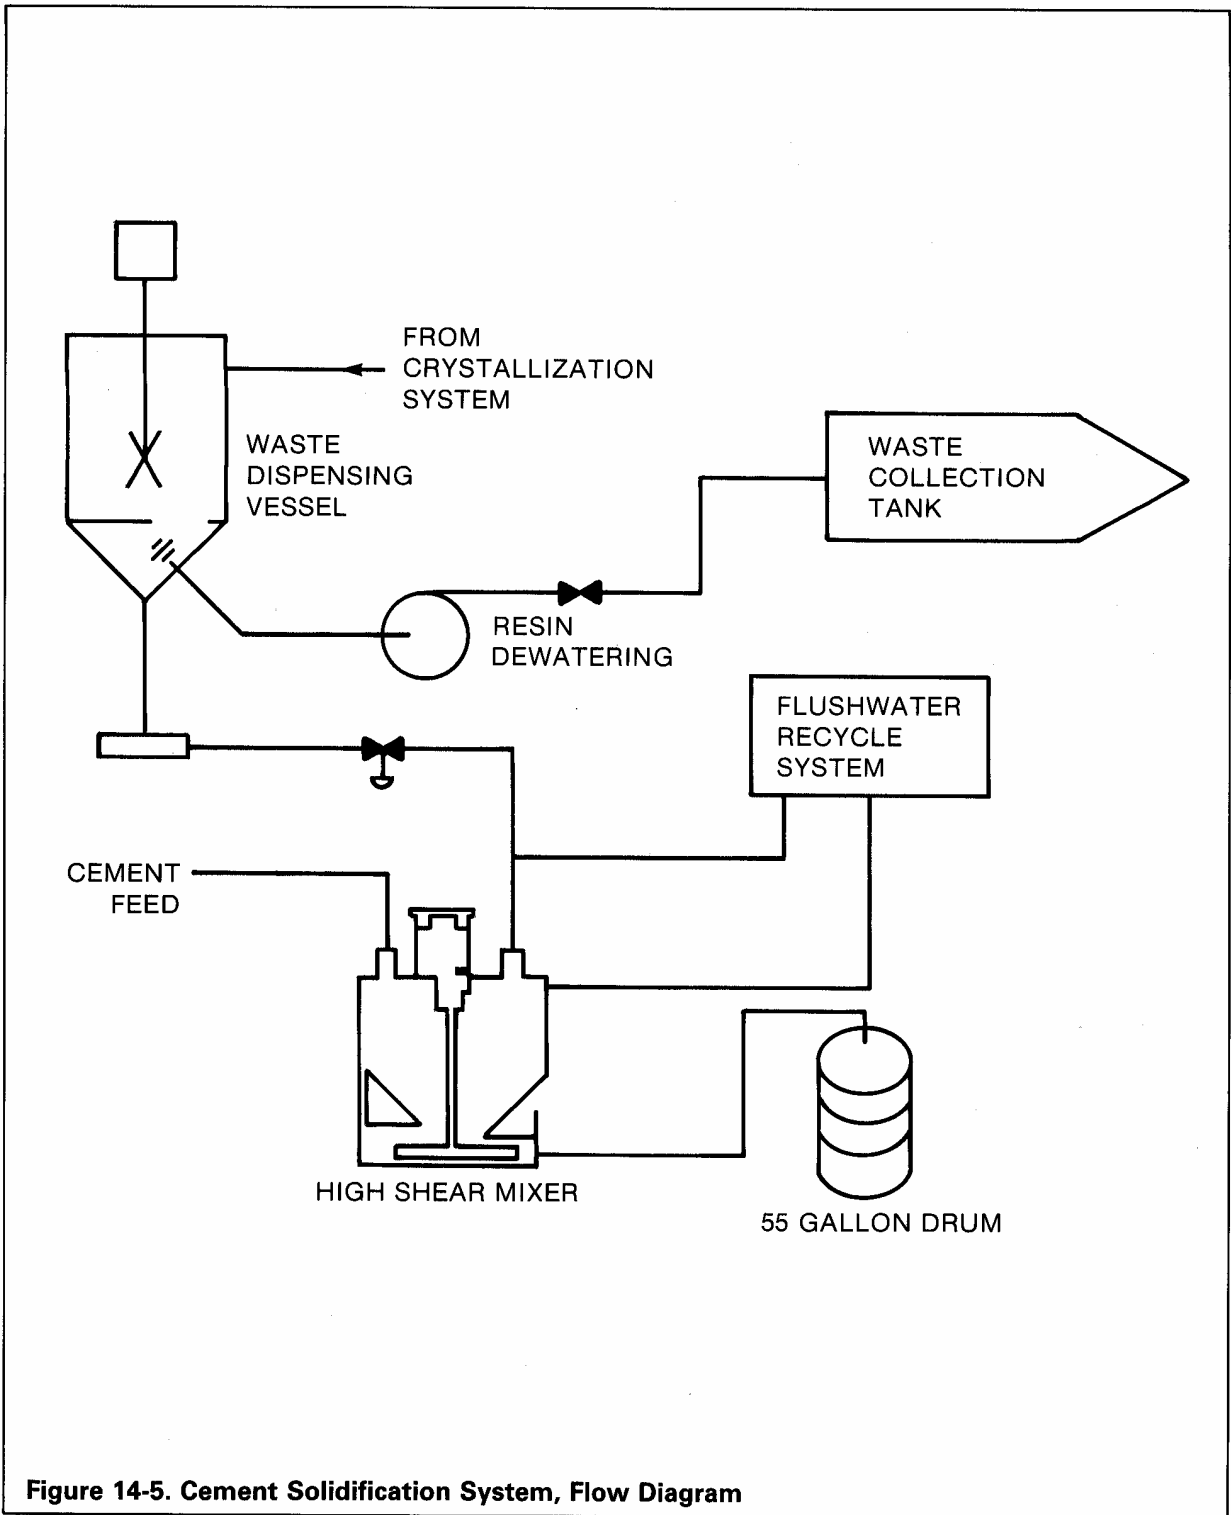 FROM
CRYSTALLIZATION
SYSTEM
WASTE
DISPENSING
VESSEL
WASTE
COLLECTION
TANK
RESIN
DEWATERING
FLUSHWATER
RECYCLE
SYSTEM
CEMENT
FEED
HIGH SHEAR MIXER
55 GALLON DRUM
Figure 14-5. Cement Solidification System, Flow Diagram